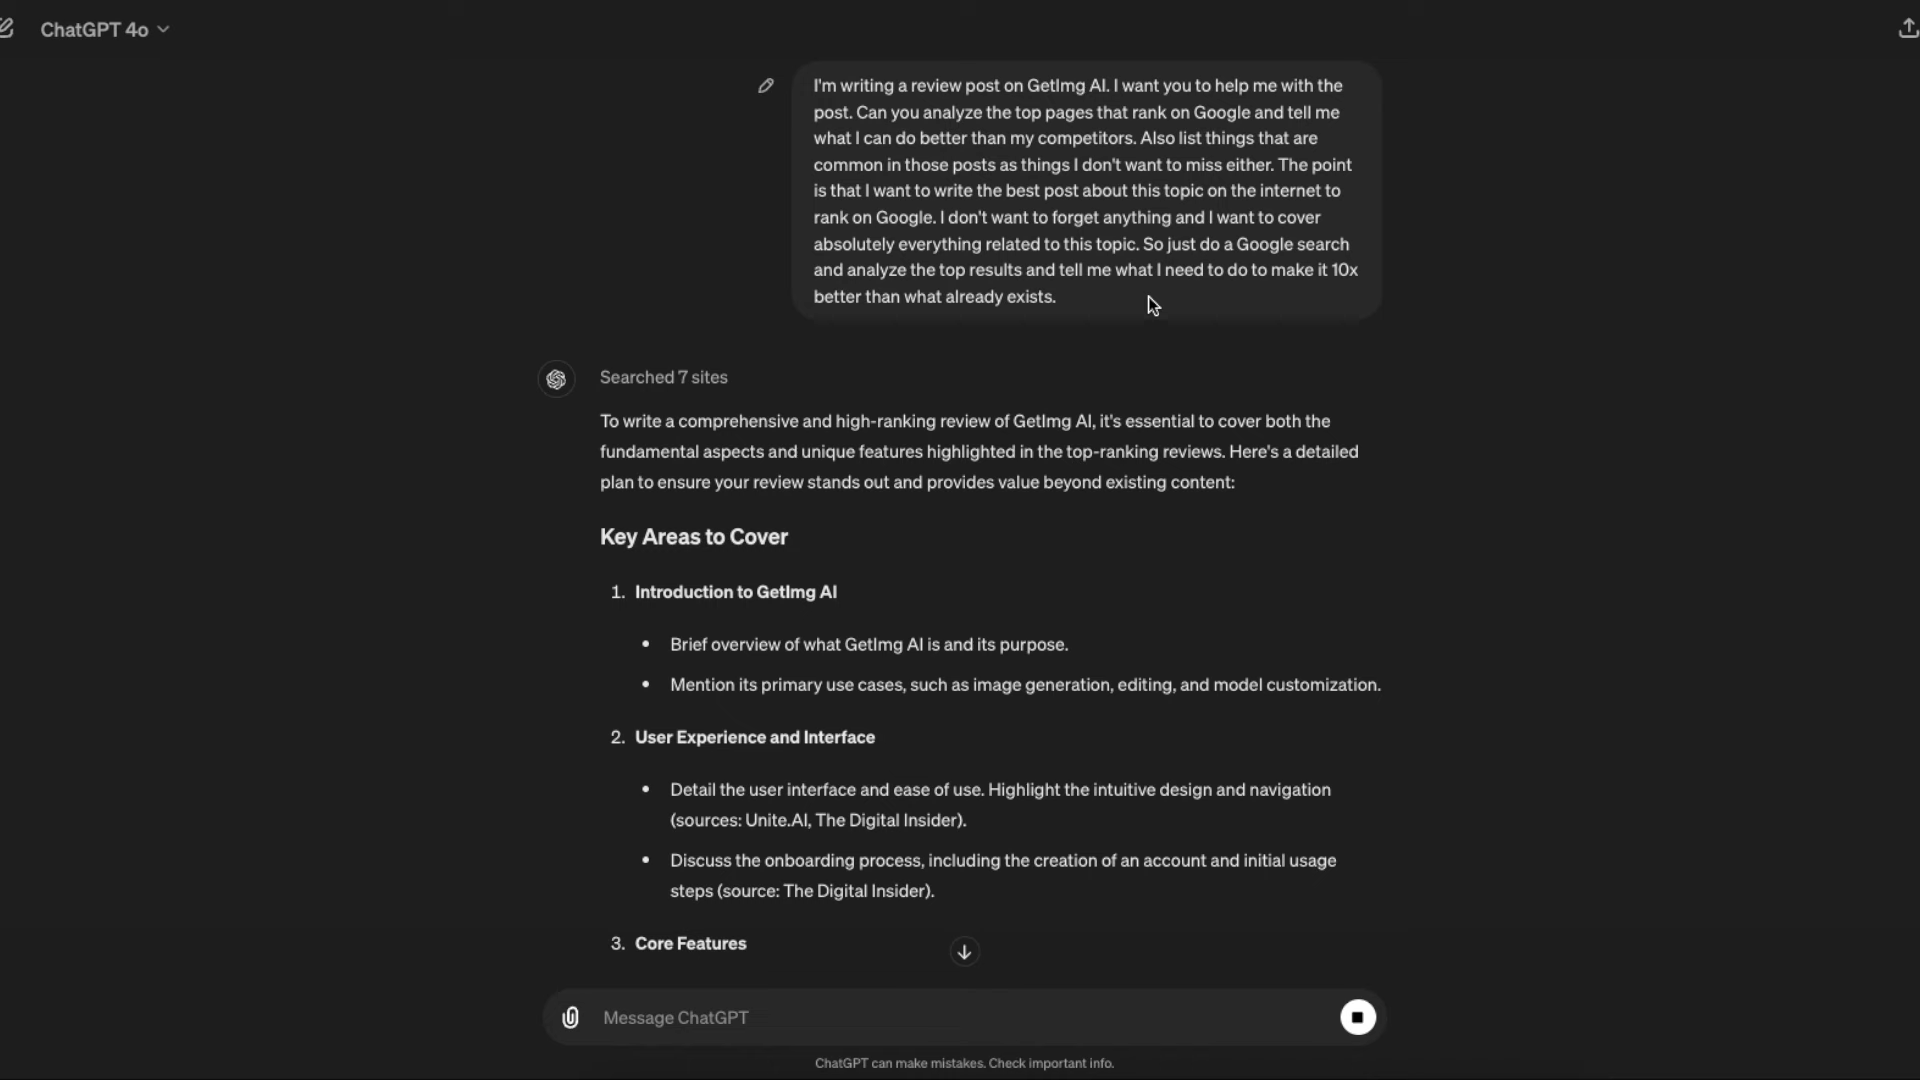 ChatGPT 4o
I'm writing a review post on GetImg AI. I want you to help me with the
post. Can you analyze the top pages that rank on Google and tell me
what I can do better than my competitors. Also list things that are
common in those posts as things I don't want to miss either. The point
is that I want to write the best post about this topic on the internet to
rank on Google. I don't want to forget anything and I want to cover
absolutely everything related to this topic. So just do a Google search
and analyze the top results and tell me what I need to do to make it 10x
better than what already exists.
Searched 7 sites
To write a comprehensive and high-ranking review of GetImg AI, it's essential to cover both the
fundamental aspects and unique features highlighted in the top-ranking reviews. Here's a detailed
plan to ensure your review stands out and provides value beyond existing content:
Key Areas to Cover
1. Introduction to GetImg AI
• Brief overview of what GetImg AI is and its purpose.
• Mention its primary use cases, such as image generation, editing, and model customization.
2. User Experience and Interface
• Detail the user interface and ease of use. Highlight the intuitive design and navigation
(sources: Unite.AI, The Digital Insider).
• Discuss the onboarding process, including the creation of an account and initial usage
steps (source: The Digital Insider).
3. Core Features
Message ChatGPT
ChatGPT can make mistakes. Check important info.